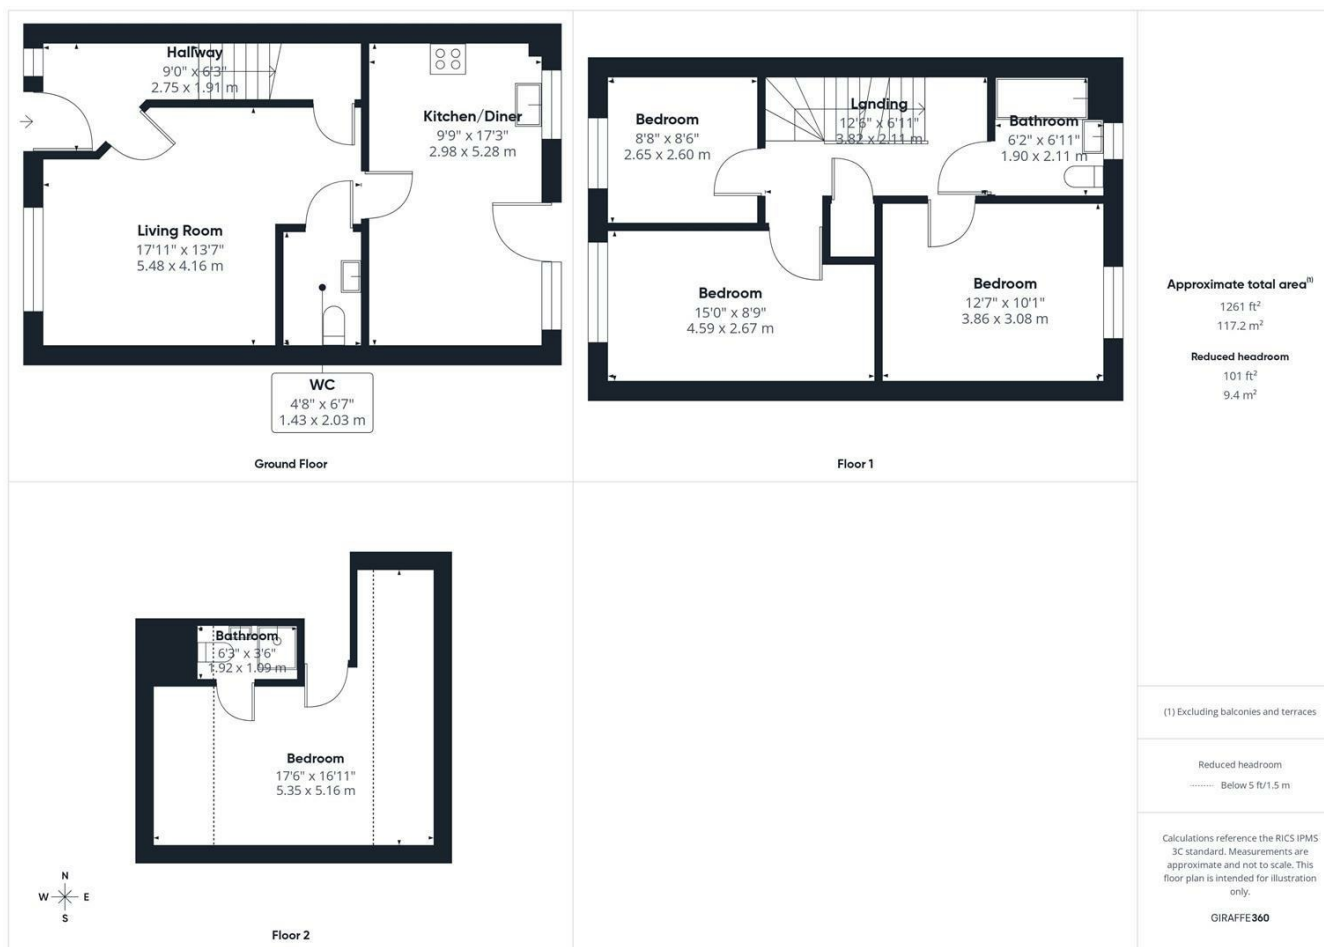 Hallway
9'0" x 6'3"
2.75 x 1.91 m
Kitchen/Diner
9'9" x 17'3"
2.98 x 5.28 m
Living Room
17'11" x 13'7"
5.48 x 4.16 m
WC
4'8" x 6'7"
1.43 x 2.03 m
Ground Floor
Bedroom
8'8" x 8'6"
2.65 x 2.60 m
Landing
12'6" x 6'11"
3.82 x 2.11 m
Bathroom
6'2" x 6'11"
1.90 x 2.11 m
Bedroom
15'0" x 8'9"
4.59 x 2.67 m
Bedroom
12'7" x 10'1"
3.86 x 3.08 m
Floor 1
Bathroom
6'3" x 3'6"
1.92 x 1.09 m
Bedroom
17'6" x 16'11"
5.35 x 5.16 m
N
W E
S
Floor 2
Approximate total area(1)
1261 ft²
117.2 m²
Reduced headroom
101 ft²
9.4 m²
(1) Excluding balconies and terraces
Reduced headroom
Below 5 ft/1.5 m
Calculations reference the RICS IPMS
3C standard. Measurements are
approximate and not to scale. This
floor plan is intended for illustration
only.
GIRAFFE360